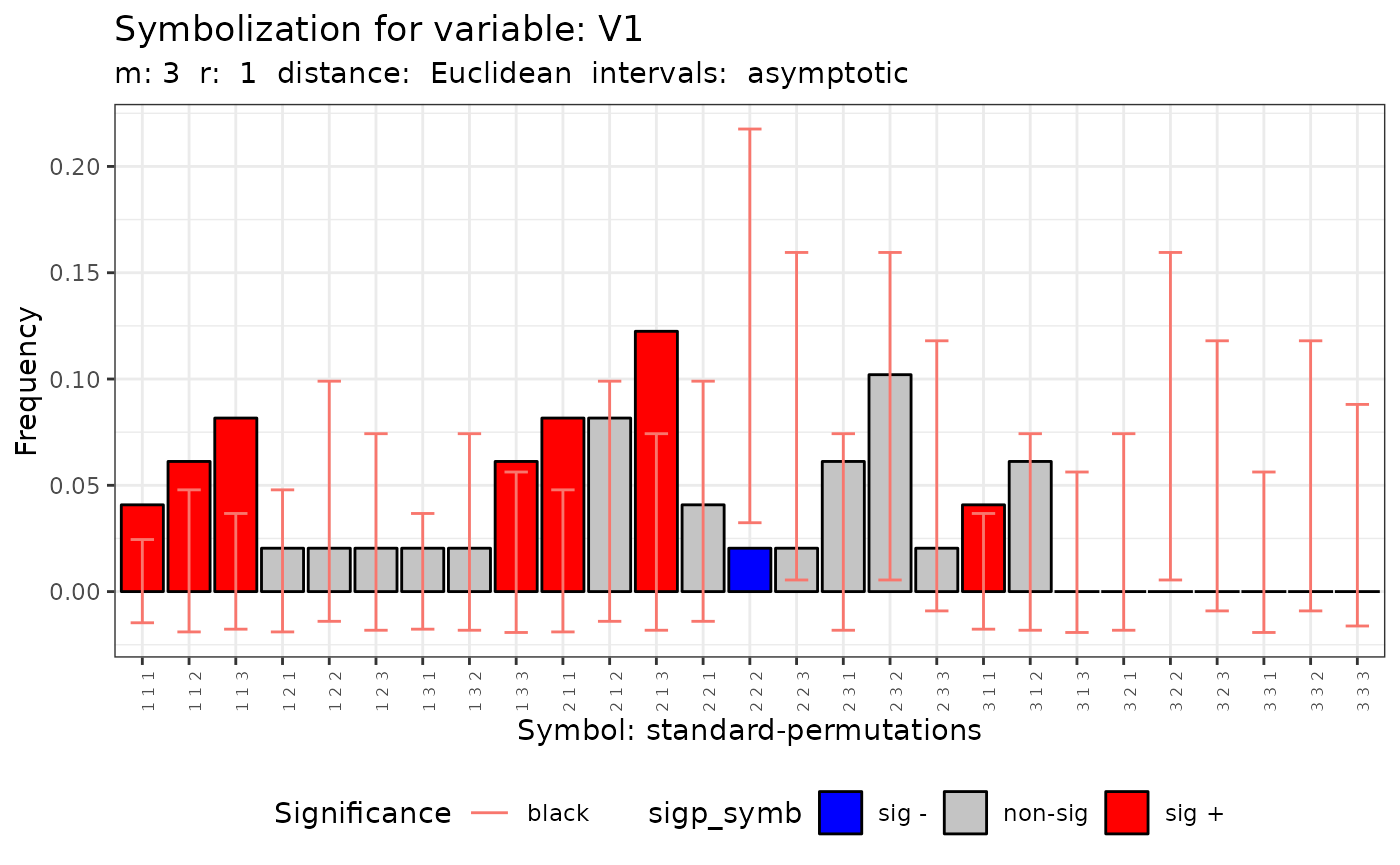 Symbolization for variable: V1
m: 3 r: 1 distance: Euclidean intervals: asymptotic
Frequency
0.20
0.15
0.10
0.05
0.00
1 1 1
1 1 2
1 1 3
1 2 1
1 2 2
1 2 3
1 3 1
1 3 2
1 3 3
2 1 1
2 1 2
2 1 3
2 2 1
2 2 2
2 2 3
2 3 1
2 3 2
2 3 3
3 1 1
3 1 2
3 1 3
3 2 1
3 2 2
3 2 3
3 3 1
3 3 2
3 3 3
Symbol: standard-permutations
Significance black sigp_symb sig - non-sig sig +